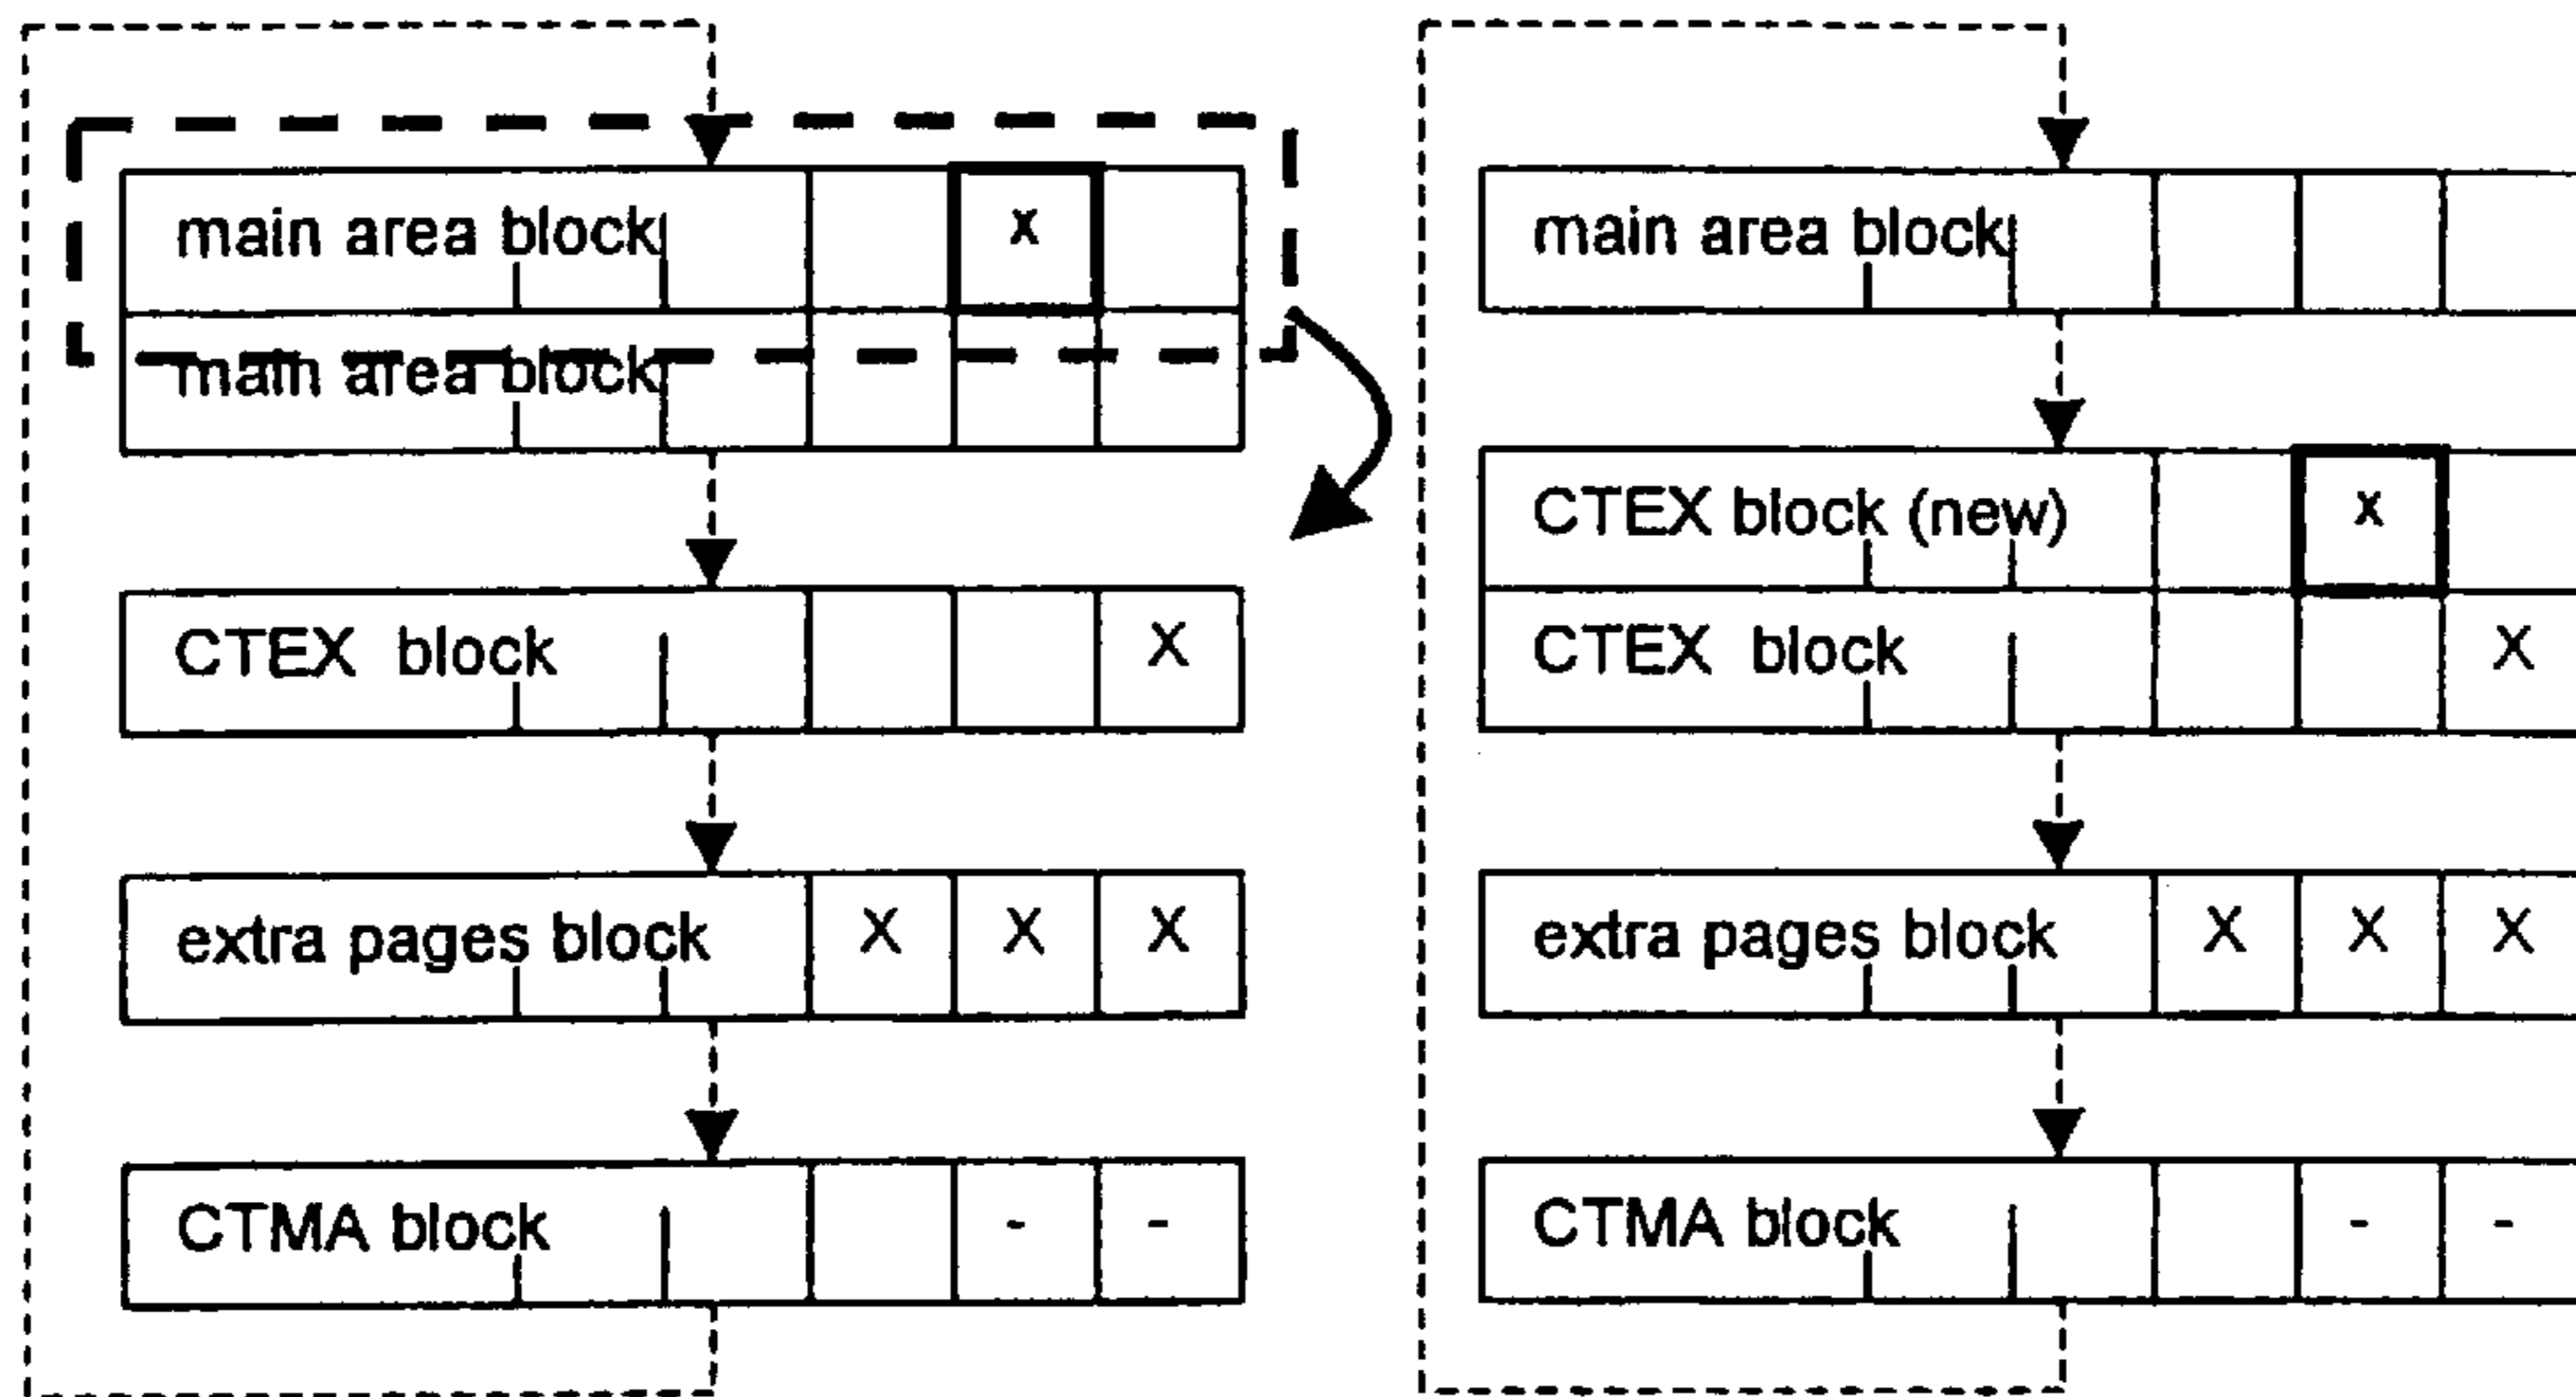 main area block x
main area block
CTEX block X
extra pages block X X X
CTMA block - -
main area block
CTEX block (new) x
CTEX block X
extra pages block X X X
CTMA block - -